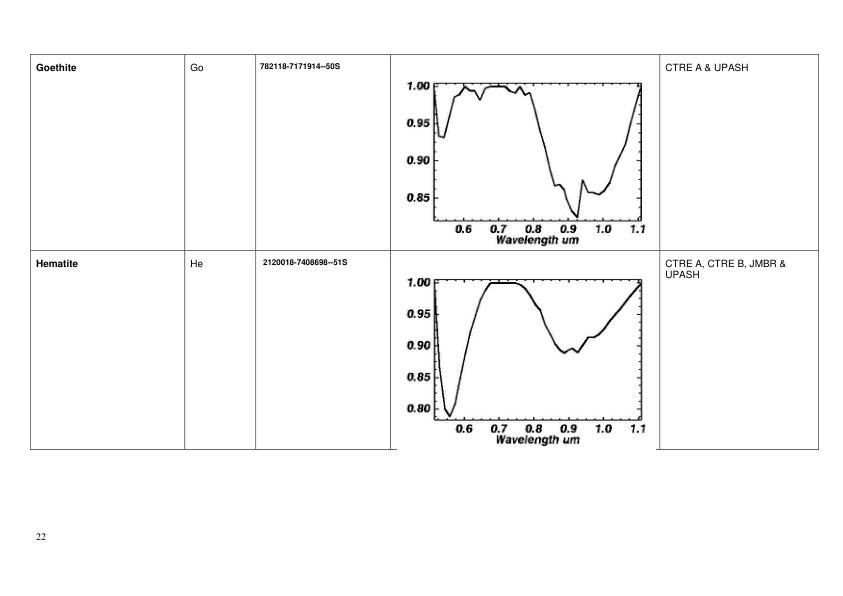 Goethite
Go
782118-7171914--50S
1.00
0.95
0.90
0.85
0.6 0.7 0.8 0.9 1.0 1.1
Wavelength um
CTRE A & UPASH
Hematite
He
2120018-7408698--51S
1.00
0.95
0.90
0.85
0.80
0.6 0.7 0.8 0.9 1.0 1.1
Wavelength um
CTRE A, CTRE B, JMBR &
UPASH
22